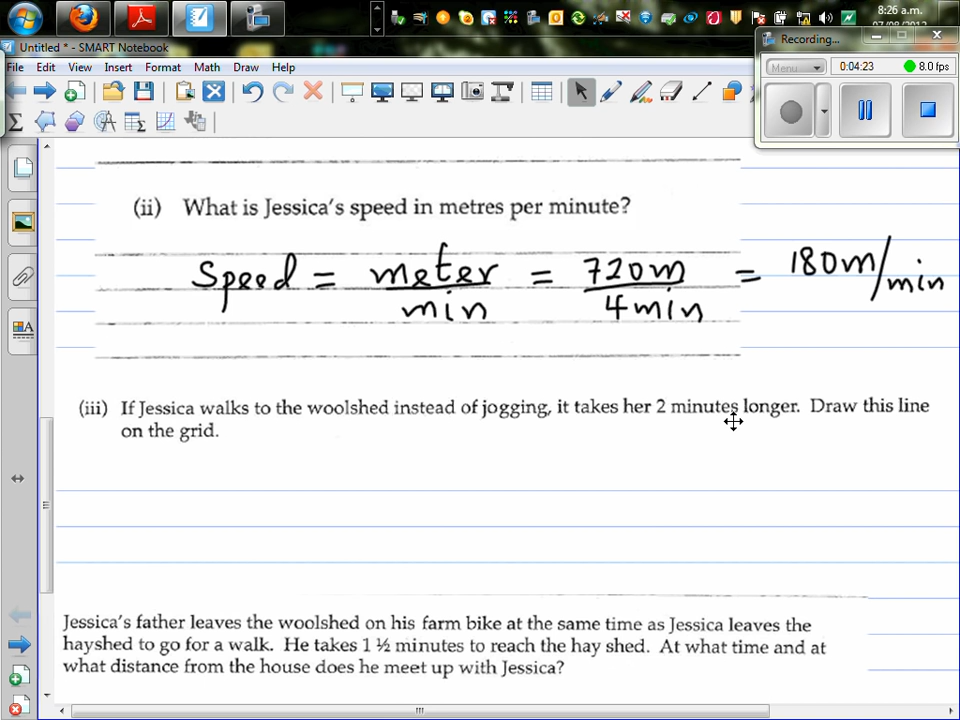 8:26 a.m.
07/08/2012
Untitled * - SMART Notebook
Recording...
File Edit View Insert Format Math Draw Help
Menu 0:04:23 8.0 fps
(ii) What is Jessica's speed in metres per minute?
Speed = meter/min = 720m/4min = 180m/min
(iii) If Jessica walks to the woolshed instead of jogging, it takes her 2 minutes longer. Draw this line
on the grid.
Jessica's father leaves the woolshed on his farm bike at the same time as Jessica leaves the
hayshed to go for a walk. He takes 1 ½ minutes to reach the hay shed. At what time and at
what distance from the house does he meet up with Jessica?